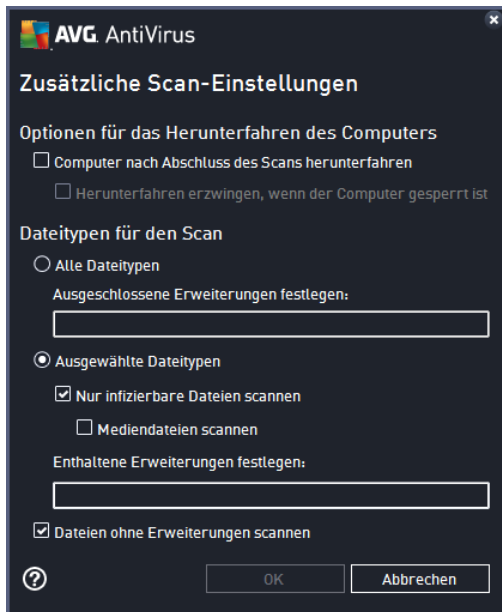 AVG AntiVirus
Zusätzliche Scan-Einstellungen
Optionen für das Herunterfahren des Computers
Computer nach Abschluss des Scans herunterfahren
Herunterfahren erzwingen, wenn der Computer gesperrt ist
Dateitypen für den Scan
Alle Dateitypen
Ausgeschlossene Erweiterungen festlegen:
Ausgewählte Dateitypen
Nur infizierbare Dateien scannen
Mediendateien scannen
Enthaltene Erweiterungen festlegen:
Dateien ohne Erweiterungen scannen
?
OK
Abbrechen